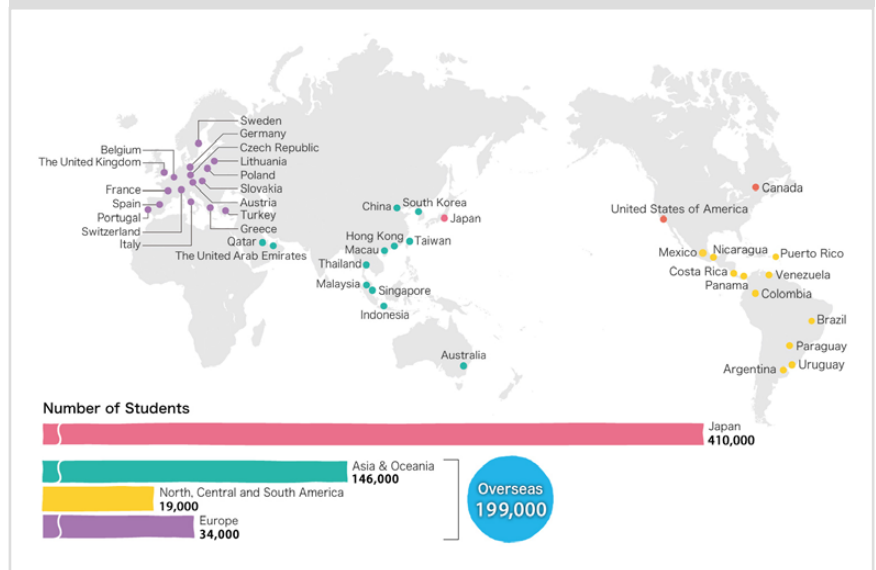 Sweden
Germany
Czech Republic
Lithuania
Poland
Slovakia
Austria
Turkey
Greece
Belgium
The United Kingdom
France
Spain
Portugal
Switzerland
Italy
Qatar
The United Arab Emirates
China
South Korea
Japan
Hong Kong
Taiwan
Macau
Thailand
Malaysia
Singapore
Indonesia
Australia
Canada
United States of America
Mexico
Nicaragua
Puerto Rico
Costa Rica
Venezuela
Panama
Colombia
Brazil
Paraguay
Uruguay
Argentina
Number of Students
Japan
410,000
Asia & Oceania
146,000
North, Central and South America
19,000
Europe
34,000
Overseas
199,000